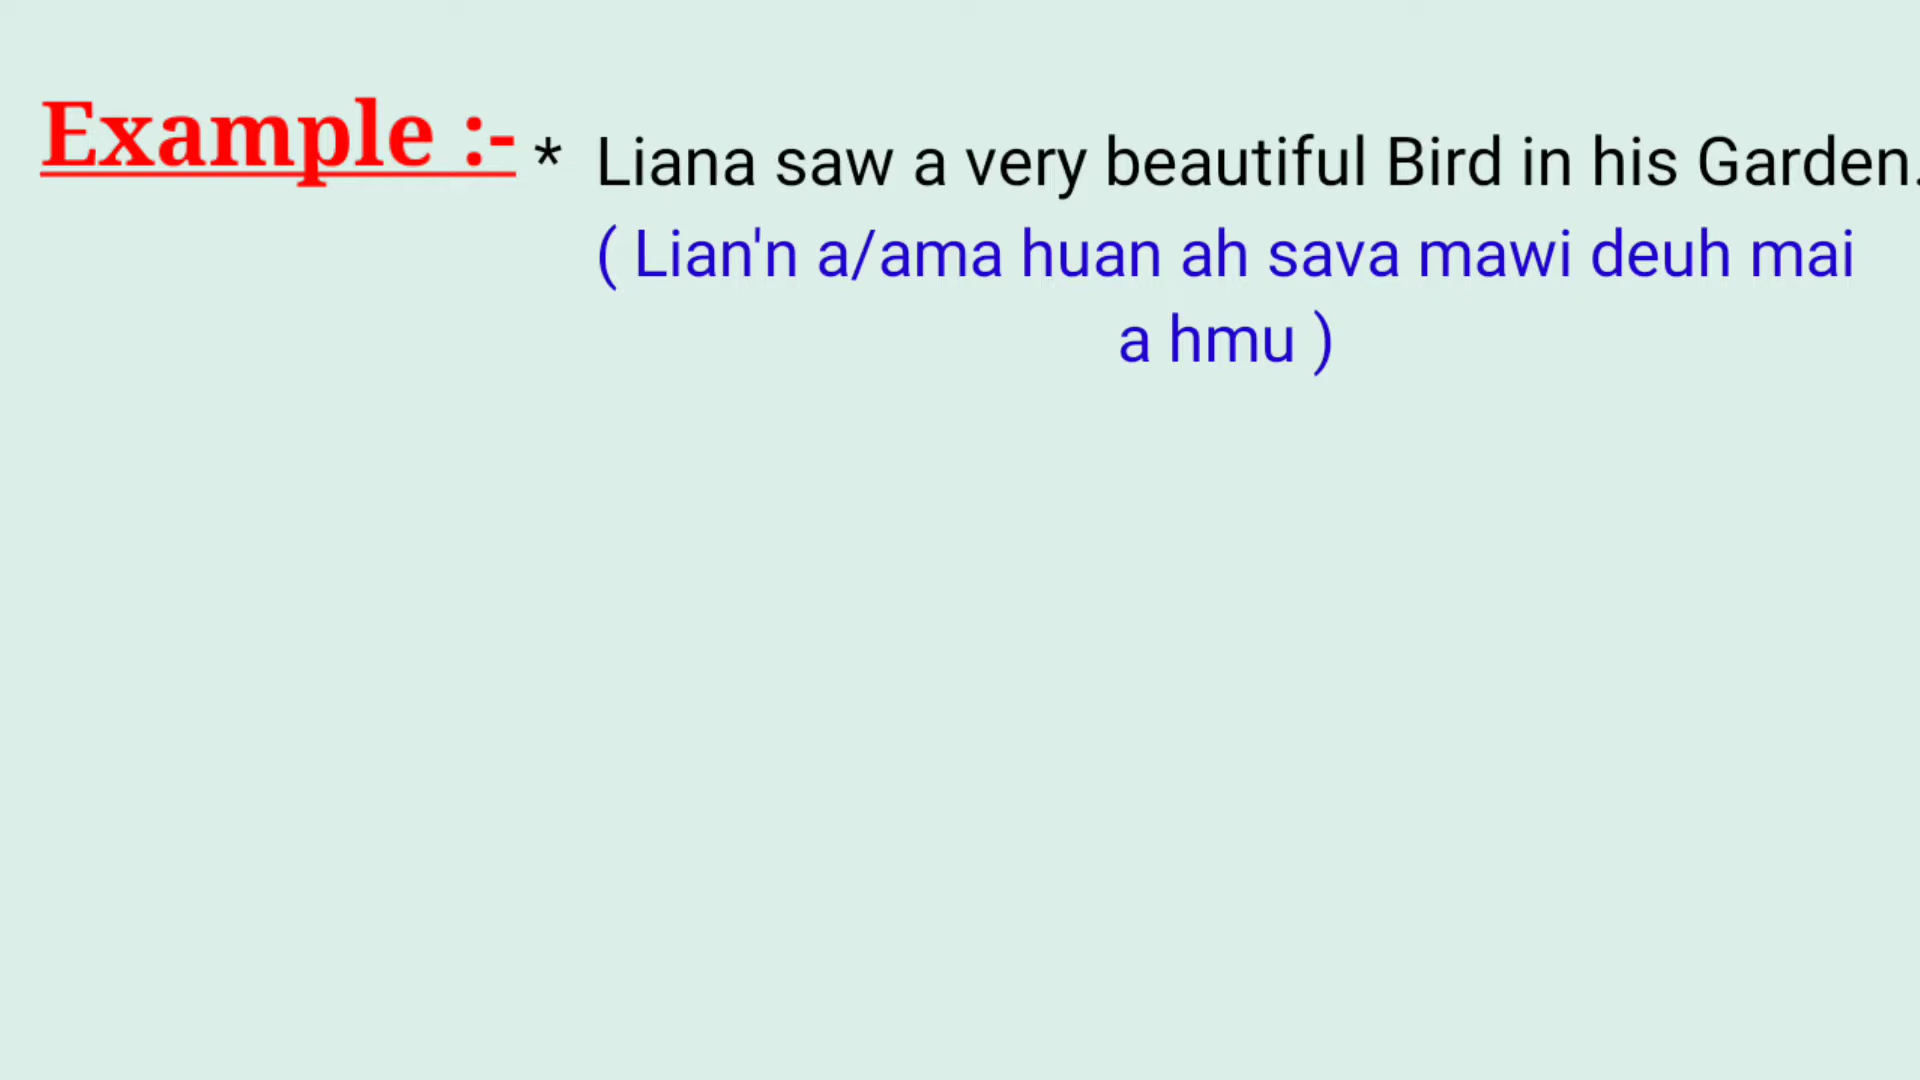 Example :- * Liana saw a very beautiful Bird in his Garden.
( Lian'n a/ama huan ah sava mawi deuh mai
a hmu )